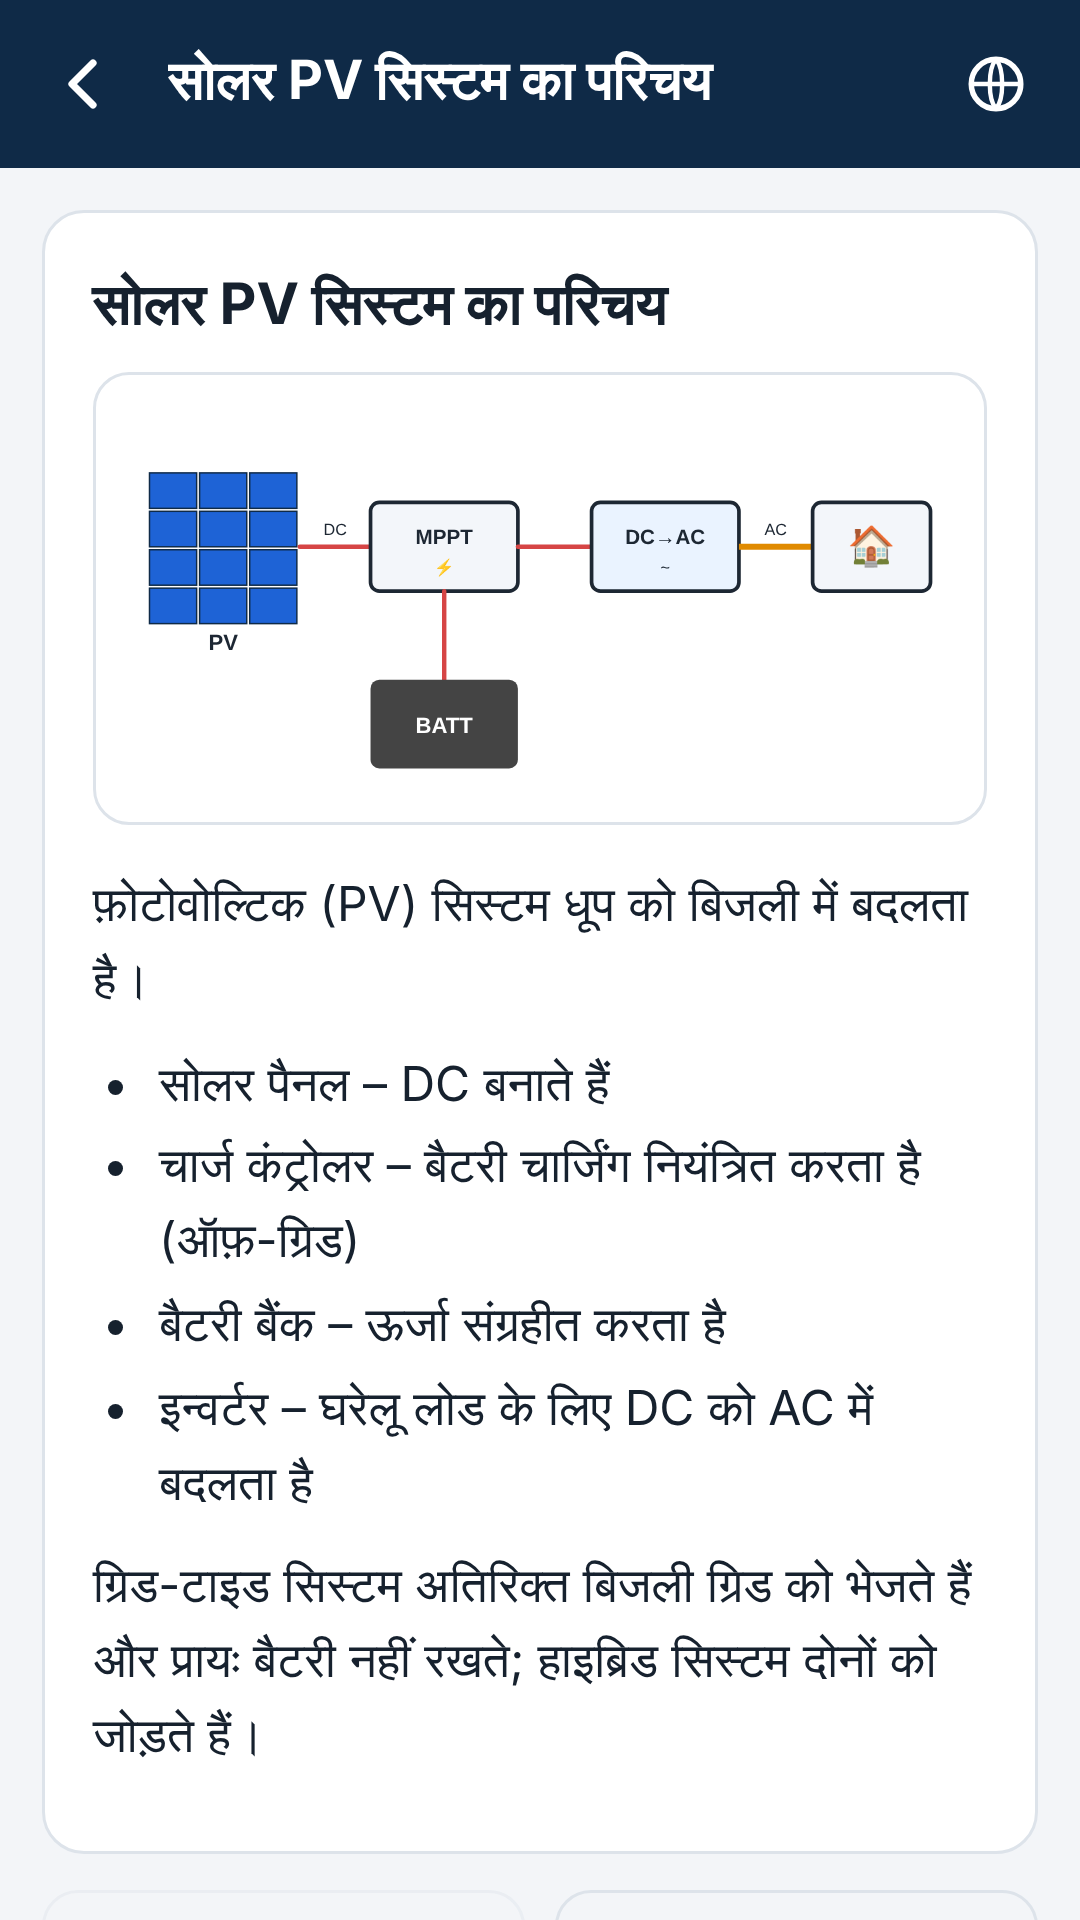 सोलर PV सिस्टम का परिचय
सोलर PV सिस्टम का परिचय
DC
MPPT
⚡
DC→AC
~
AC
🏠
PV
BATT
फ़ोटोवोल्टिक (PV) सिस्टम धूप को बिजली में बदलता
है।
• सोलर पैनल – DC बनाते हैं
• चार्ज कंट्रोलर – बैटरी चार्जिंग नियंत्रित करता है
(ऑफ़-ग्रिड)
• बैटरी बैंक – ऊर्जा संग्रहीत करता है
• इन्वर्टर – घरेलू लोड के लिए DC को AC में
बदलता है
ग्रिड-टाइड सिस्टम अतिरिक्त बिजली ग्रिड को भेजते हैं
और प्रायः बैटरी नहीं रखते; हाइब्रिड सिस्टम दोनों को
जोड़ते हैं।